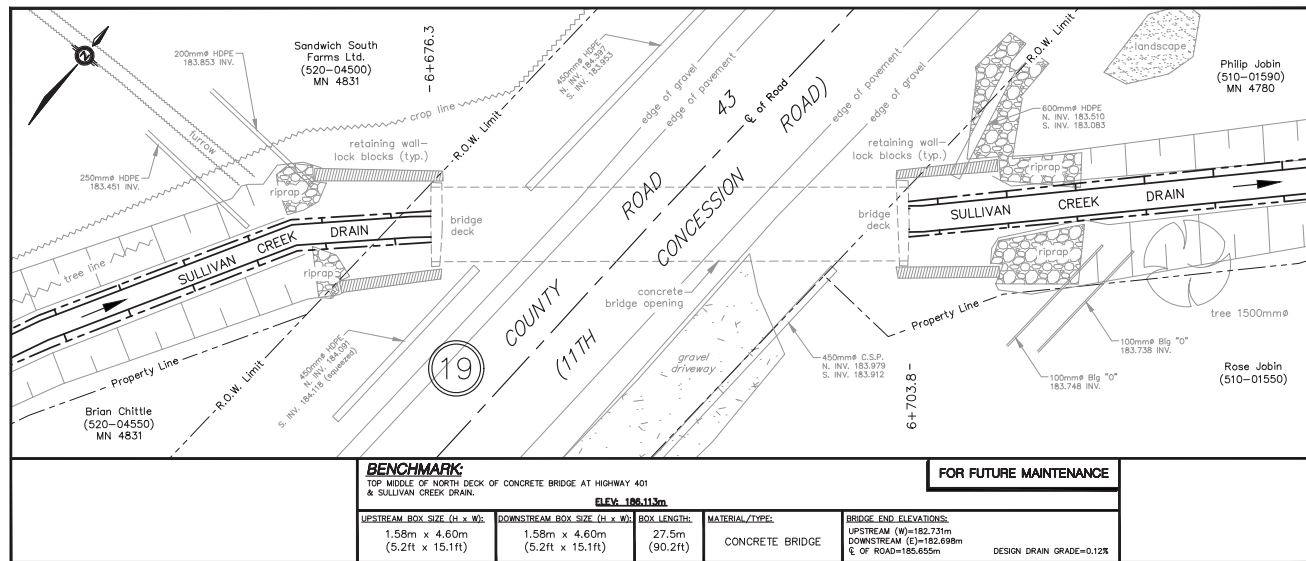 N
200mmø HDPE
183.853 INV.
Sandwich South
Farms Ltd.
(520-04500)
MN 4831
6+676.3
450mmø HDPE
N. INV. 184.397
S. INV. 183.953
crop line
R.O.W. Limit
furrow
retaining wall-
lock blocks (typ.)
250mmø HDPE
183.451 INV.
riprap
edge of gravel
edge of pavement
43
℄ of Road
ROAD)
edge of pavement
edge of gravel
retaining wall-
lock blocks (typ.)
R.O.W. Limit
600mmø HDPE
N. INV. 183.510
S. INV. 183.083
landscape
Philip Jobin
(510-01590)
MN 4780
riprap
tree line
SULLIVAN CREEK DRAIN
bridge
deck
ROAD
CONCESSION
bridge
deck
SULLIVAN CREEK DRAIN
riprap
riprap
concrete
bridge opening
COUNTY
(11TH
Property Line
R.O.W. Limit
450mmø HDPE
N. INV. 184.091
S. INV. 184.118 (squeezed)
19
gravel
driveway
450mmø C.S.P.
N. INV. 183.979
S. INV. 183.912
Property Line
tree 1500mmø
100mmø Blg "O"
183.738 INV.
100mmø Blg "O"
183.748 INV.
6+703.8
Rose Jobin
(510-01550)
Brian Chittle
(520-04550)
MN 4831
BENCHMARK:
TOP MIDDLE OF NORTH DECK OF CONCRETE BRIDGE AT HIGHWAY 401
& SULLIVAN CREEK DRAIN.
ELEV: 186.113m
FOR FUTURE MAINTENANCE
UPSTREAM BOX SIZE (H x W):
1.58m x 4.60m
(5.2ft x 15.1ft)
DOWNSTREAM BOX SIZE (H x W):
1.58m x 4.60m
(5.2ft x 15.1ft)
BOX LENGTH:
27.5m
(90.2ft)
MATERIAL/TYPE:
CONCRETE BRIDGE
BRIDGE END ELEVATIONS:
UPSTREAM (W)=182.731m
DOWNSTREAM (E)=182.698m
℄ OF ROAD=185.655m DESIGN DRAIN GRADE=0.12%